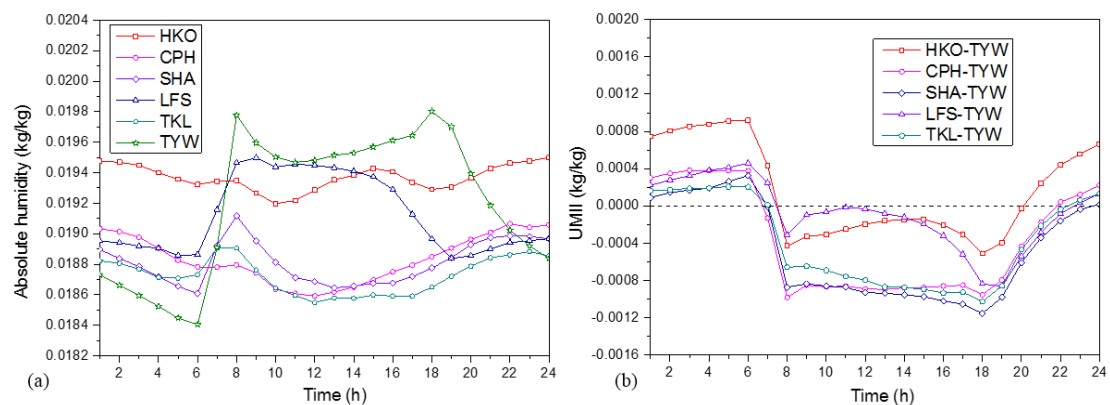 0.0204
0.0202
0.0200
0.0198
0.0196
0.0194
0.0192
0.0190
0.0188
0.0186
0.0184
0.0182
Absolute humidity (kg/kg)
HKO
CPH
SHA
LFS
TKL
TYW
2 4 6 8 10 12 14 16 18 20 22 24
Time (h)
(a)
0.0020
0.0016
0.0012
0.0008
0.0004
0.0000
-0.0004
-0.0008
-0.0012
-0.0016
UMII (kg/kg)
HKO-TYW
CPH-TYW
SHA-TYW
LFS-TYW
TKL-TYW
2 4 6 8 10 12 14 16 18 20 22 24
Time (h)
(b)